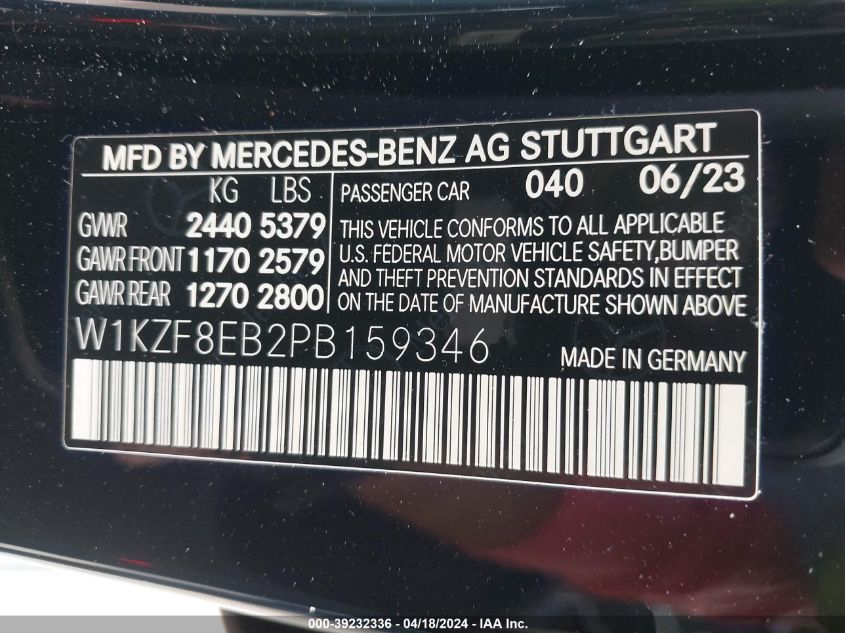 MFD BY MERCEDES-BENZ AG STUTTGART
KG LBS
GVWR 2440 5379
GAWR FRONT 1170 2579
GAWR REAR 1270 2800
PASSENGER CAR 040 06/23
THIS VEHICLE CONFORMS TO ALL APPLICABLE
U.S. FEDERAL MOTOR VEHICLE SAFETY,BUMPER
AND THEFT PREVENTION STANDARDS IN EFFECT
ON THE DATE OF MANUFACTURE SHOWN ABOVE
W1KZF8EB2PB159346
MADE IN GERMANY
000-39232336 - 04/18/2024 - IAA Inc.